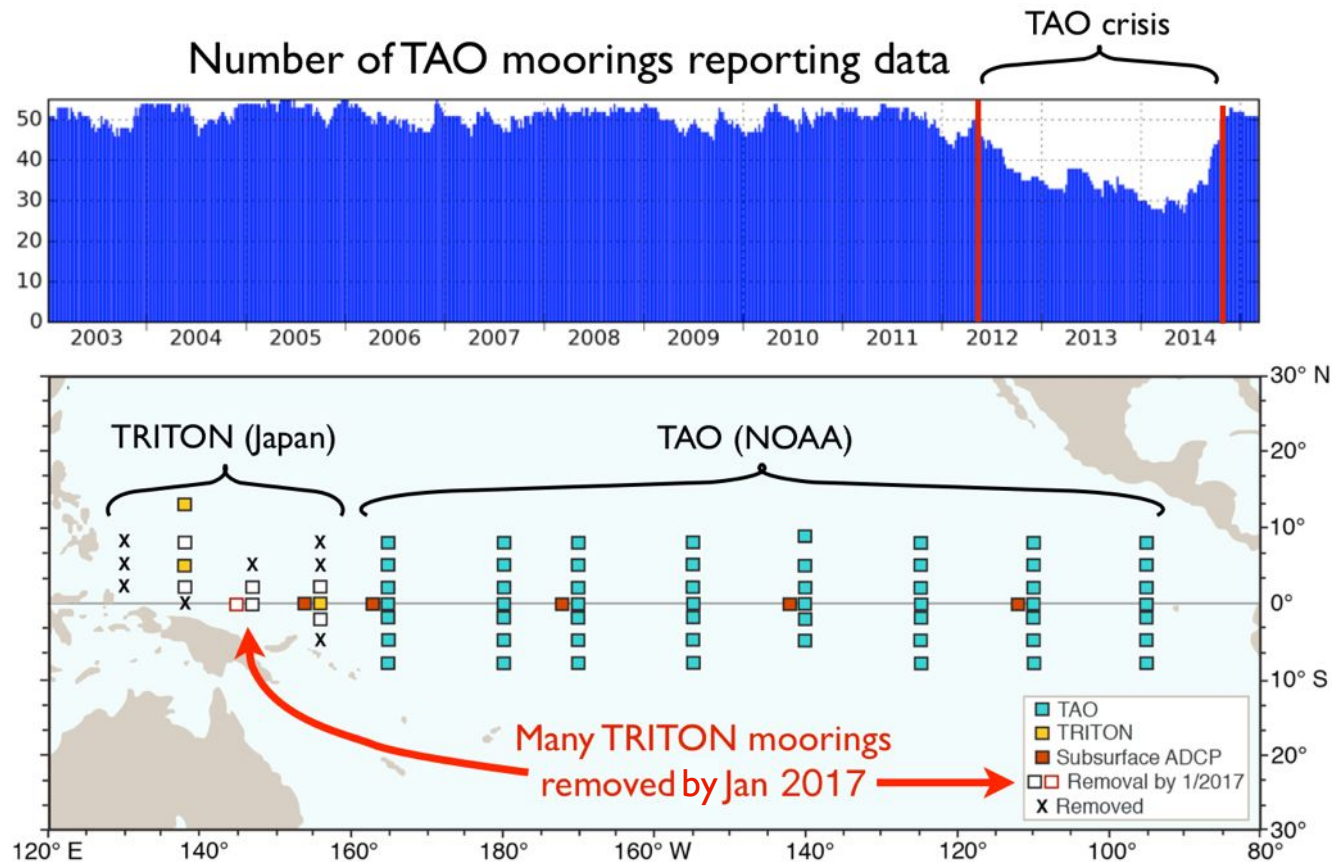 TAO crisis
Number of TAO moorings reporting data
50
40
30
20
10
0
2003 2004 2005 2006 2007 2008 2009 2010 2011 2012 2013 2014
30° N
TRITON (Japan) TAO (NOAA)
20°
10°
X X
X X X
X
X 0°
X
10° S
TAO
TRITON
Many TRITON moorings
removed by Jan 2017
Subsurface ADCP
20°
Removal by 1/2017
X Removed
30°
120° E 140° 160° 180° 160° W 140° 120° 100° 80°